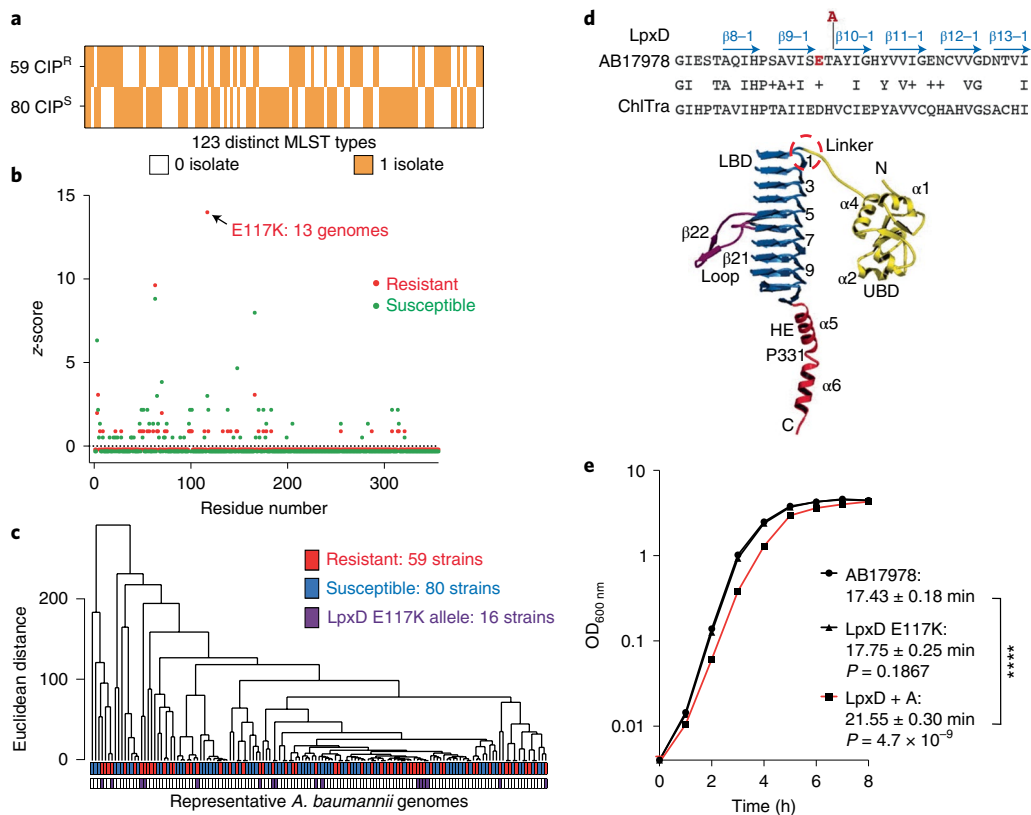 a
59 CIPR
80 CIPS
123 distinct MLST types
0 isolate
1 isolate
b
z-score
15
10
5
0
E117K: 13 genomes
Resistant
Susceptible
0
100
200
300
Residue number
c
Euclidean distance
200
100
0
Resistant: 59 strains
Susceptible: 80 strains
LpxD E117K allele: 16 strains
Representative A. baumannii genomes
d
A
LpxD
β8–1
β9–1
β10–1
β11–1
β12–1
β13–1
AB17978
GIESTAQIHPSAVISETAYIGHYVVIGENCVVGDNTVI
GI TA IHP+A+I + I Y V+ ++ VG I
ChlTra
GIHPTAVIHPTAIIEDHVCIEPYAVVCQHAHVGSACHI
LBD
Linker
1
3
5
7
9
N
α1
α4
α2
UBD
β22
β21
Loop
HE
α5
P331
α6
C
e
OD600 nm
10
1
0.1
0.01
0
2
4
6
8
Time (h)
AB17978:
17.43 ± 0.18 min
LpxD E117K:
17.75 ± 0.25 min
P = 0.1867
LpxD + A:
21.55 ± 0.30 min
P = 4.7 × 10−9
****